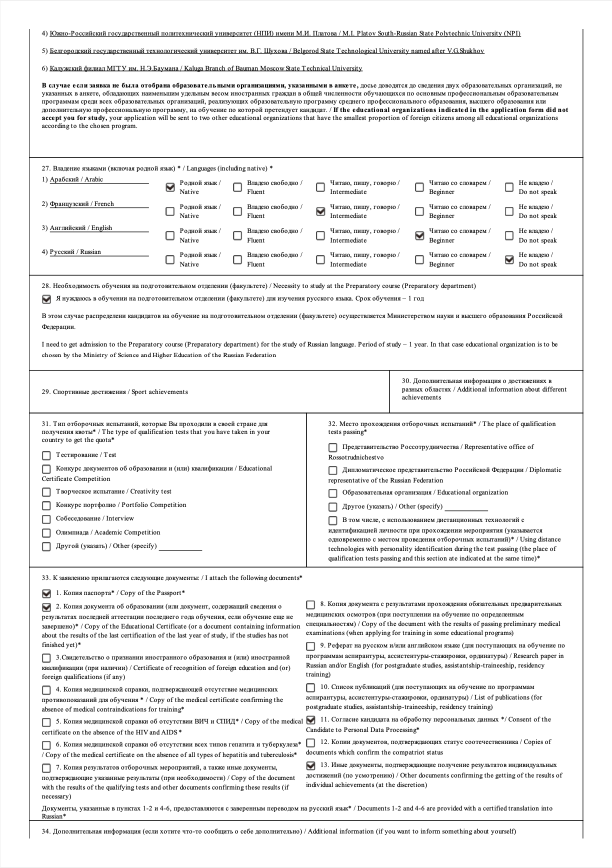 4) Южно-Российский государственный политехнический университет (НПИ) имени М.И. Платова / M.I. Platov South-Russian State Polytechnic University (NPI)
5) Белгородский государственный технологический университет им. В.Г. Шухова / Belgorod State Technological University named after V.G.Shukhov
6) Калужский филиал МГТУ им. Н.Э.Баумана / Kaluga Branch of Bauman Moscow State Technical University
В случае если заявка не была отобрана образовательными организациями, указанными в анкете, досье доводится до сведения двух образовательных организаций, не
указанных в анкете, обладающих наименьшим удельным весом иностранных граждан в общей численности обучающихся по основным профессиональным образовательным
программам среди всех образовательных организаций, реализующих образовательную программу среднего профессионального образования, высшего образования или
дополнительную профессиональную программу, на обучение по которой претендует кандидат. / If the educational organizations indicated in the application form did not
accept you for study, your application will be sent to two other educational organizations that have the smallest proportion of foreign citizens among all educational organizations
according to the chosen program.
27. Владение языками (включая родной язык) * / Languages (including native) *
1) Арабский / Arabic
Родной язык / Native
Владею свободно / Fluent
Читаю, пишу, говорю / Intermediate
Читаю со словарем / Beginner
Не владею / Do not speak
2) Французский / French
Родной язык / Native
Владею свободно / Fluent
Читаю, пишу, говорю / Intermediate
Читаю со словарем / Beginner
Не владею / Do not speak
3) Английский / English
Родной язык / Native
Владею свободно / Fluent
Читаю, пишу, говорю / Intermediate
Читаю со словарем / Beginner
Не владею / Do not speak
4) Русский / Russian
Родной язык / Native
Владею свободно / Fluent
Читаю, пишу, говорю / Intermediate
Читаю со словарем / Beginner
Не владею / Do not speak
28. Необходимость обучения на подготовительном отделении (факультете) / Necessity to study at the Preparatory course (Preparatory department)
Я нуждаюсь в обучении на подготовительном отделении (факультете) для изучения русского языка. Срок обучения – 1 год
В этом случае распределение кандидатов на обучение на подготовительном отделении (факультете) осуществляется Министерством науки и высшего образования Российской
Федерации.
I need to get admission to the Preparatory course (Preparatory department) for the study of Russian language. Period of study – 1 year. In that case educational organization is to be
chosen by the Ministry of Science and Higher Education of the Russian Federation
29. Спортивные достижения / Sport achievements
30. Дополнительная информация о достижениях в
разных областях / Additional information about different
achievements
31. Тип отборочных испытаний, которые Вы проходили в своей стране для
получения квоты* / The type of qualification tests that you have taken in your
country to get the quota*
Тестирование / Test
Конкурс документов об образовании и (или) квалификации / Educational
Certificate Competition
Творческое испытание / Creativity test
Конкурс портфолио / Portfolio Competition
Собеседование / Interview
Олимпиада / Academic Competition
Другой (указать) / Other (specify)
32. Место прохождения отборочных испытаний* / The place of qualification
tests passing*
Представительство Россотрудничества / Representative office of
Rossotrudnichestvo
Дипломатическое представительство Российской Федерации / Diplomatic
representative of the Russian Federation
Образовательная организация / Educational organization
Другое (указать) / Other (specify)
В том числе, с использованием дистанционных технологий с
идентификацией личности при прохождении мероприятия (указывается
одновременно с местом проведения отборочных испытаний)* / Using distance
technologies with personality identification during the test passing (the place of
qualification tests passing and this section are indicated at the same time)*
33. К заявлению прилагаются следующие документы: / I attach the following documents*
1. Копия паспорта* / Copy of the Passport*
2. Копия документа об образовании (или документ, содержащий сведения о
результатах последней аттестации последнего года обучения, если обучение еще не
завершено)* / Copy of the Educational Certificate (or a document containing information
about the results of the last certification of the last year of study, if the studies has not
finished yet)*
3.Свидетельство о признании иностранного образования и (или) иностранной
квалификации (при наличии) / Certificate of recognition of foreign education and (or)
foreign qualifications (if any)
4. Копия медицинской справки, подтверждающей отсутствие медицинских
противопоказаний для обучения * / Copy of the medical certificate confirming the
absence of medical contraindications for training*
5. Копия медицинской справки об отсутствии ВИЧ и СПИД* / Copy of the medical
certificate on the absence of the HIV and AIDS *
6. Копия медицинской справки об отсутствии всех типов гепатита и туберкулеза*
/ Copy of the medical certificate on the absence of all types of hepatitis and tuberculosis*
7. Копия результатов отборочных мероприятий, а также иные документы,
подтверждающие указанные результаты (при необходимости) / Copy of the document
with the results of the qualifying tests and other documents confirming these results (if
necessary)
8. Копия документа с результатами прохождения обязательных предварительных
медицинских осмотров (при поступлении на обучение по определенным
специальностям) / Copy of the document with the results of passing preliminary medical
examinations (when applying for training in some educational programs)
9. Реферат на русском и/или английском языке (для поступающих на обучение по
программам аспирантуры, ассистентуры-стажировки, ординатуры) / Research paper in
Russian and/or English (for postgraduate studies, assistantship-traineeship, residency
training)
10. Список публикаций (для поступающих на обучение по программам
аспирантуры, ассистентуры-стажировки, ординатуры) / List of publications (for
postgraduate studies, assistantship-traineeship, residency training)
11. Согласие кандидата на обработку персональных данных */ Consent of the
Candidate to Personal Data Processing*
12. Копии документов, подтверждающих статус соотечественника / Copies of
documents which confirm the compatriot status
13. Иные документы, подтверждающие получение результатов индивидуальных
достижений (по усмотрению) / Other documents confirming the getting of the results of
individual achievements (at the discretion)
Документы, указанные в пунктах 1-2 и 4-6, предоставляются с заверенным переводом на русский язык* / Documents 1-2 and 4-6 are provided with a certified translation into
Russian*
34. Дополнительная информация (если хотите что-то сообщить о себе дополнительно) / Additional information (if you want to inform something about yourself)